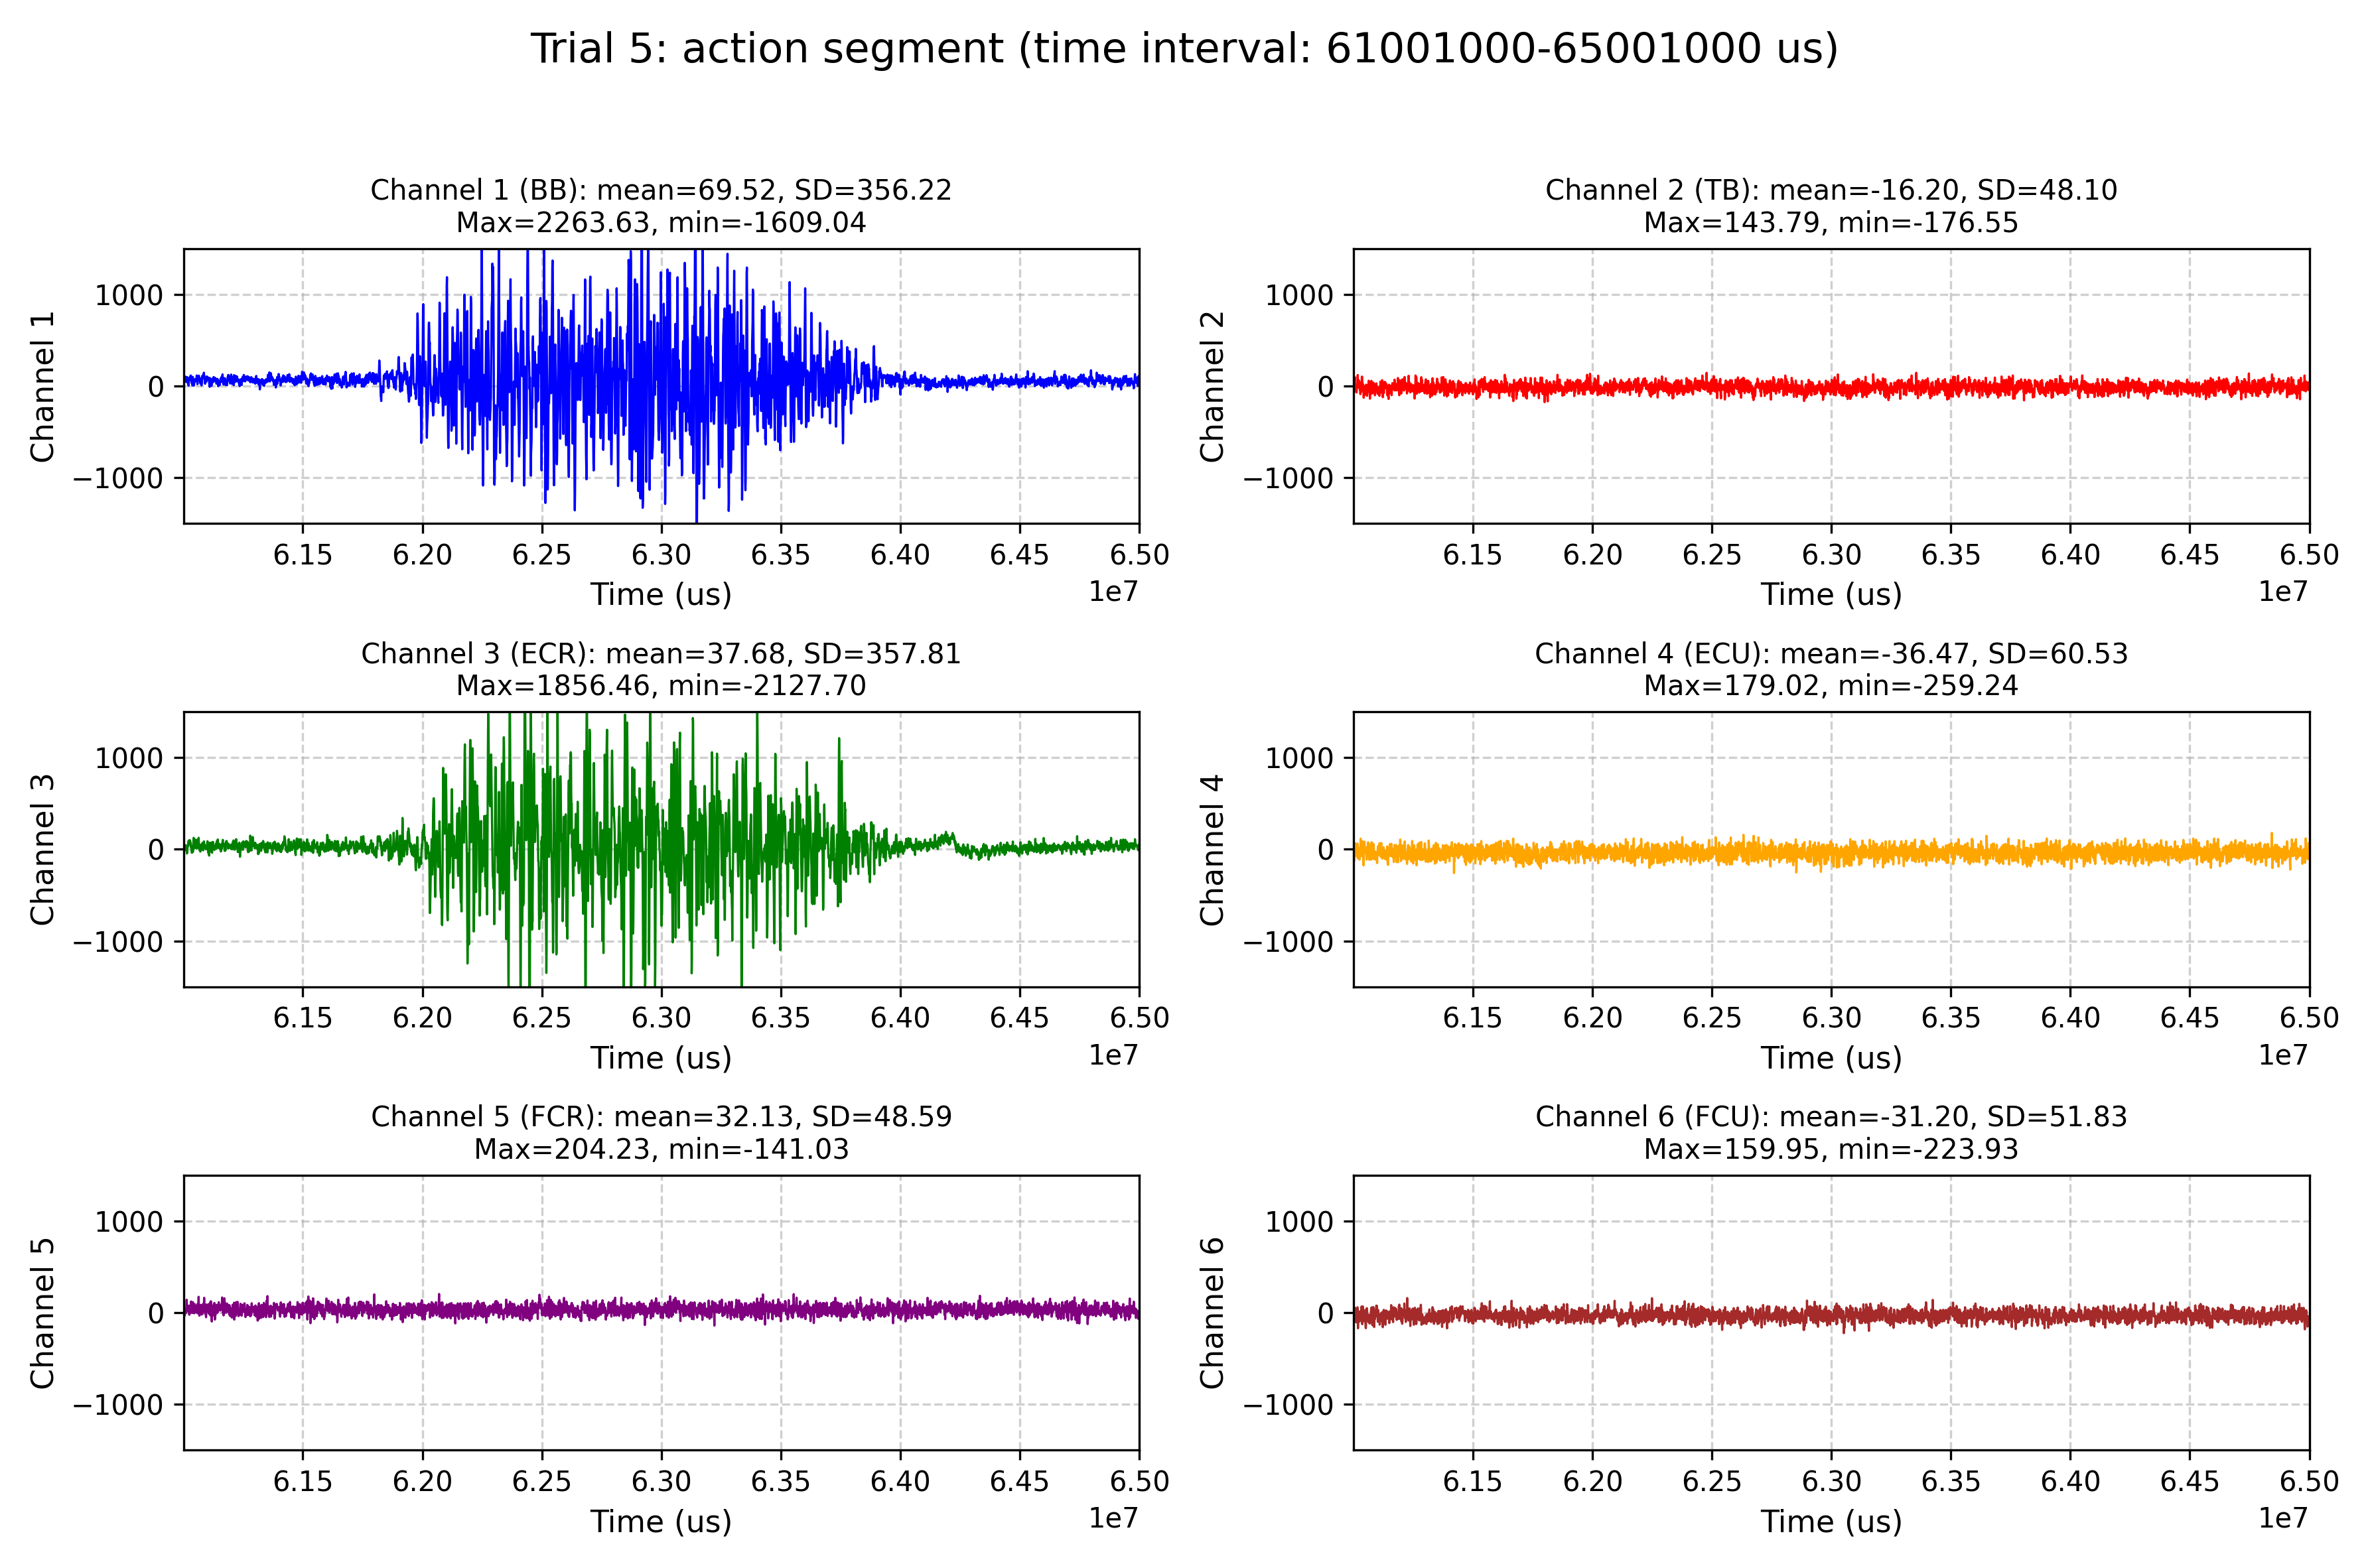 Trial 5: action segment (time interval: 61001000-65001000 us)
Channel 1 (BB): mean=69.52, SD=356.22
Max=2263.63, min=-1609.04
Channel 1
1000
0
−1000
6.15 6.20 6.25 6.30 6.35 6.40 6.45 6.50
1e7
Time (us)
Channel 2 (TB): mean=-16.20, SD=48.10
Max=143.79, min=-176.55
Channel 2
1000
0
−1000
6.15 6.20 6.25 6.30 6.35 6.40 6.45 6.50
1e7
Time (us)
Channel 3 (ECR): mean=37.68, SD=357.81
Max=1856.46, min=-2127.70
Channel 3
1000
0
−1000
6.15 6.20 6.25 6.30 6.35 6.40 6.45 6.50
1e7
Time (us)
Channel 4 (ECU): mean=-36.47, SD=60.53
Max=179.02, min=-259.24
Channel 4
1000
0
−1000
6.15 6.20 6.25 6.30 6.35 6.40 6.45 6.50
1e7
Time (us)
Channel 5 (FCR): mean=32.13, SD=48.59
Max=204.23, min=-141.03
Channel 5
1000
0
−1000
6.15 6.20 6.25 6.30 6.35 6.40 6.45 6.50
1e7
Time (us)
Channel 6 (FCU): mean=-31.20, SD=51.83
Max=159.95, min=-223.93
Channel 6
1000
0
−1000
6.15 6.20 6.25 6.30 6.35 6.40 6.45 6.50
1e7
Time (us)